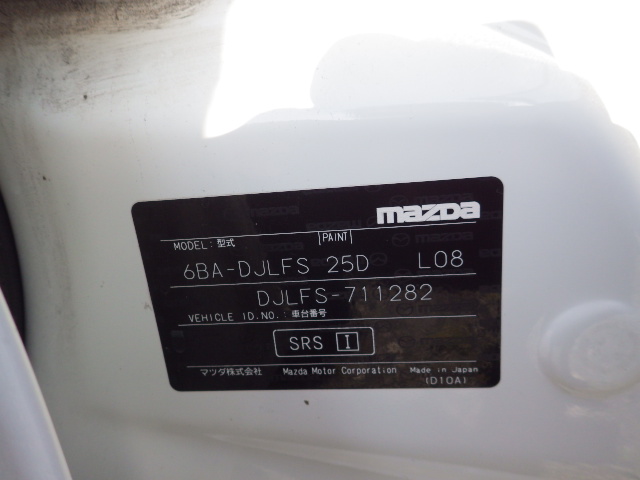 mazda
MODEL:型式 |PAINT|
6BA-DJLFS 25D L08
DJLFS-711282
VEHICLE ID.NO.:車台番号
SRS I
マツダ株式会社 Mazda Motor Corporation Made in Japan
(D10A)